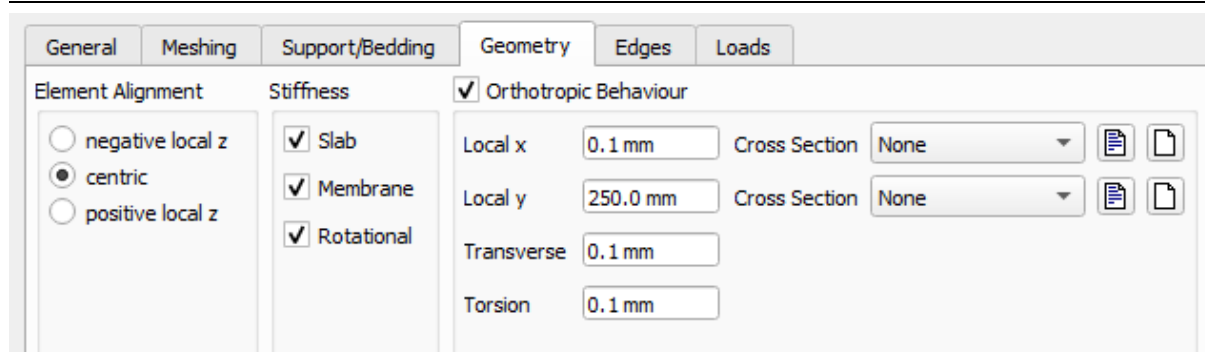 General Meshing Support/Bedding Geometry Edges Loads
Element Alignment Stiffness Orthotropic Behaviour
negative local z Slab Local x 0.1 mm Cross Section None
centric Membrane Local y 250.0 mm Cross Section None
positive local z Rotational Transverse 0.1 mm
Torsion 0.1 mm